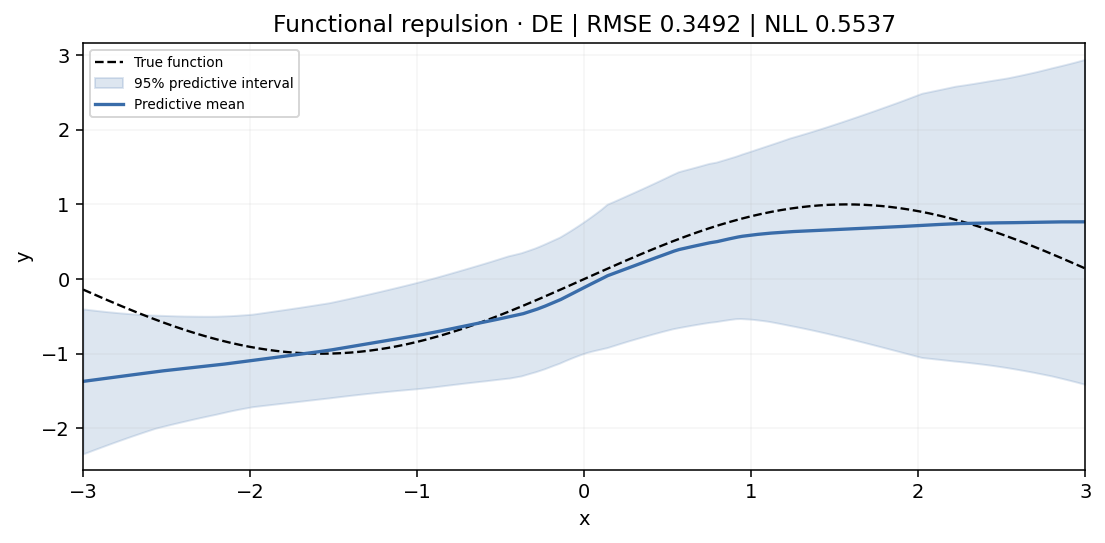 Functional repulsion · DE | RMSE 0.3492 | NLL 0.5537
True function
95% predictive interval
Predictive mean
y
3
2
1
0
−1
−2
−3
−2
−1
0
1
2
3
x